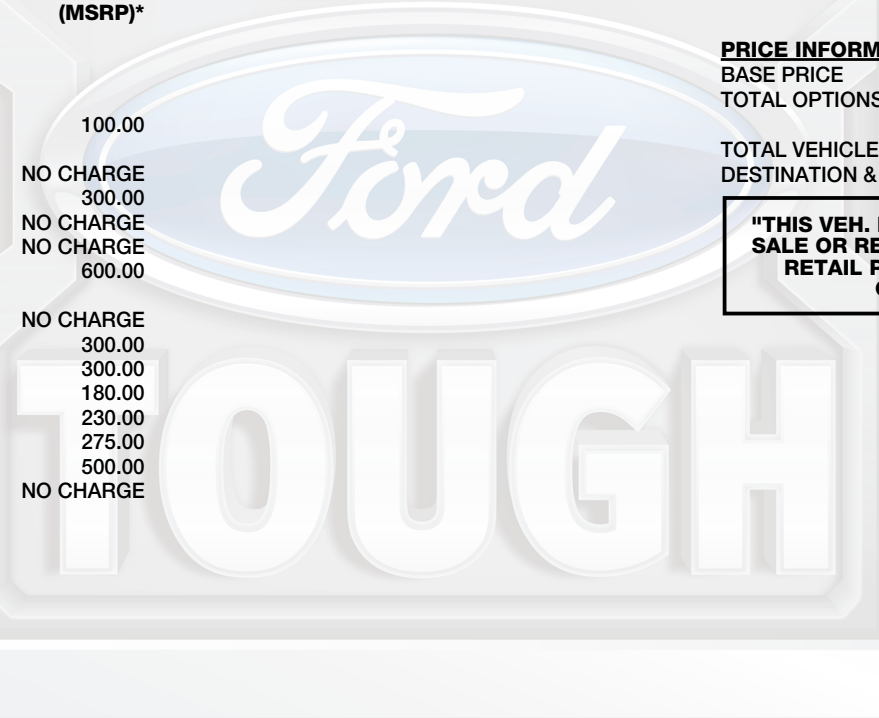 (MSRP)*
100.00
NO CHARGE
300.00
NO CHARGE
NO CHARGE
600.00
NO CHARGE
300.00
300.00
180.00
230.00
275.00
500.00
NO CHARGE
PRICE INFORM
BASE PRICE
TOTAL OPTIONS
TOTAL VEHICLE
DESTINATION &
"THIS VEH.
SALE OR RE
RETAIL P
Ford
TOUGH